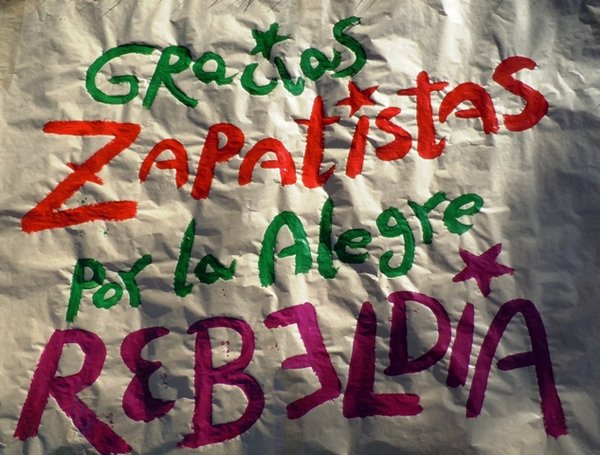 Gracias
ZAPAtistAS
por la Alegre
REBELDIA